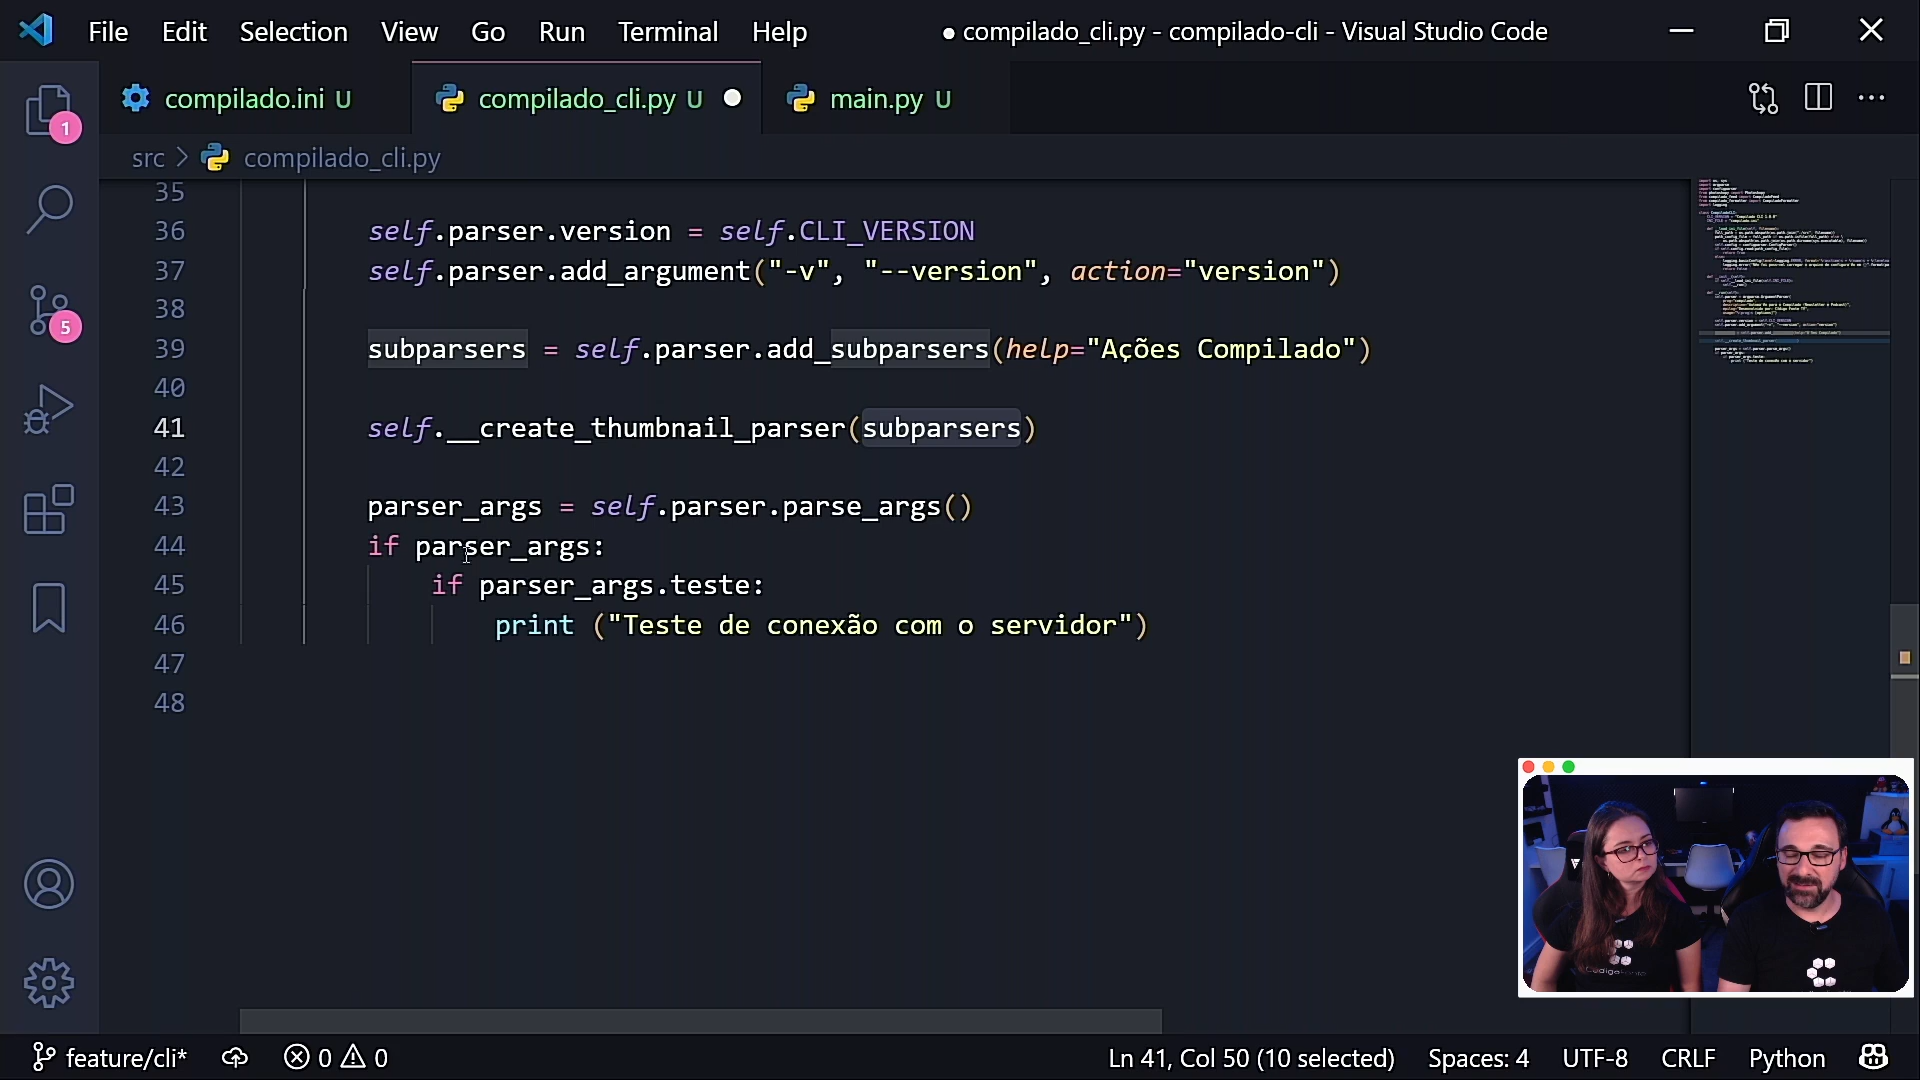 File Edit Selection View Go Run Terminal Help
● compilado_cli.py - compilado-cli - Visual Studio Code
compilado.ini U
compilado_cli.py U
main.py U
src > compilado_cli.py
1
5
35
36 self.parser.version = self.CLI_VERSION
37 self.parser.add_argument("-v", "--version", action="version")
38
39 subparsers = self.parser.add_subparsers(help="Ações Compilado")
40
41 self.__create_thumbnail_parser(subparsers)
42
43 parser_args = self.parser.parse_args()
44 if parser_args:
45 if parser_args.teste:
46 print ("Teste de conexão com o servidor")
47
48
feature/cli*
0 0
Ln 41, Col 50 (10 selected) Spaces: 4 UTF-8 CRLF Python